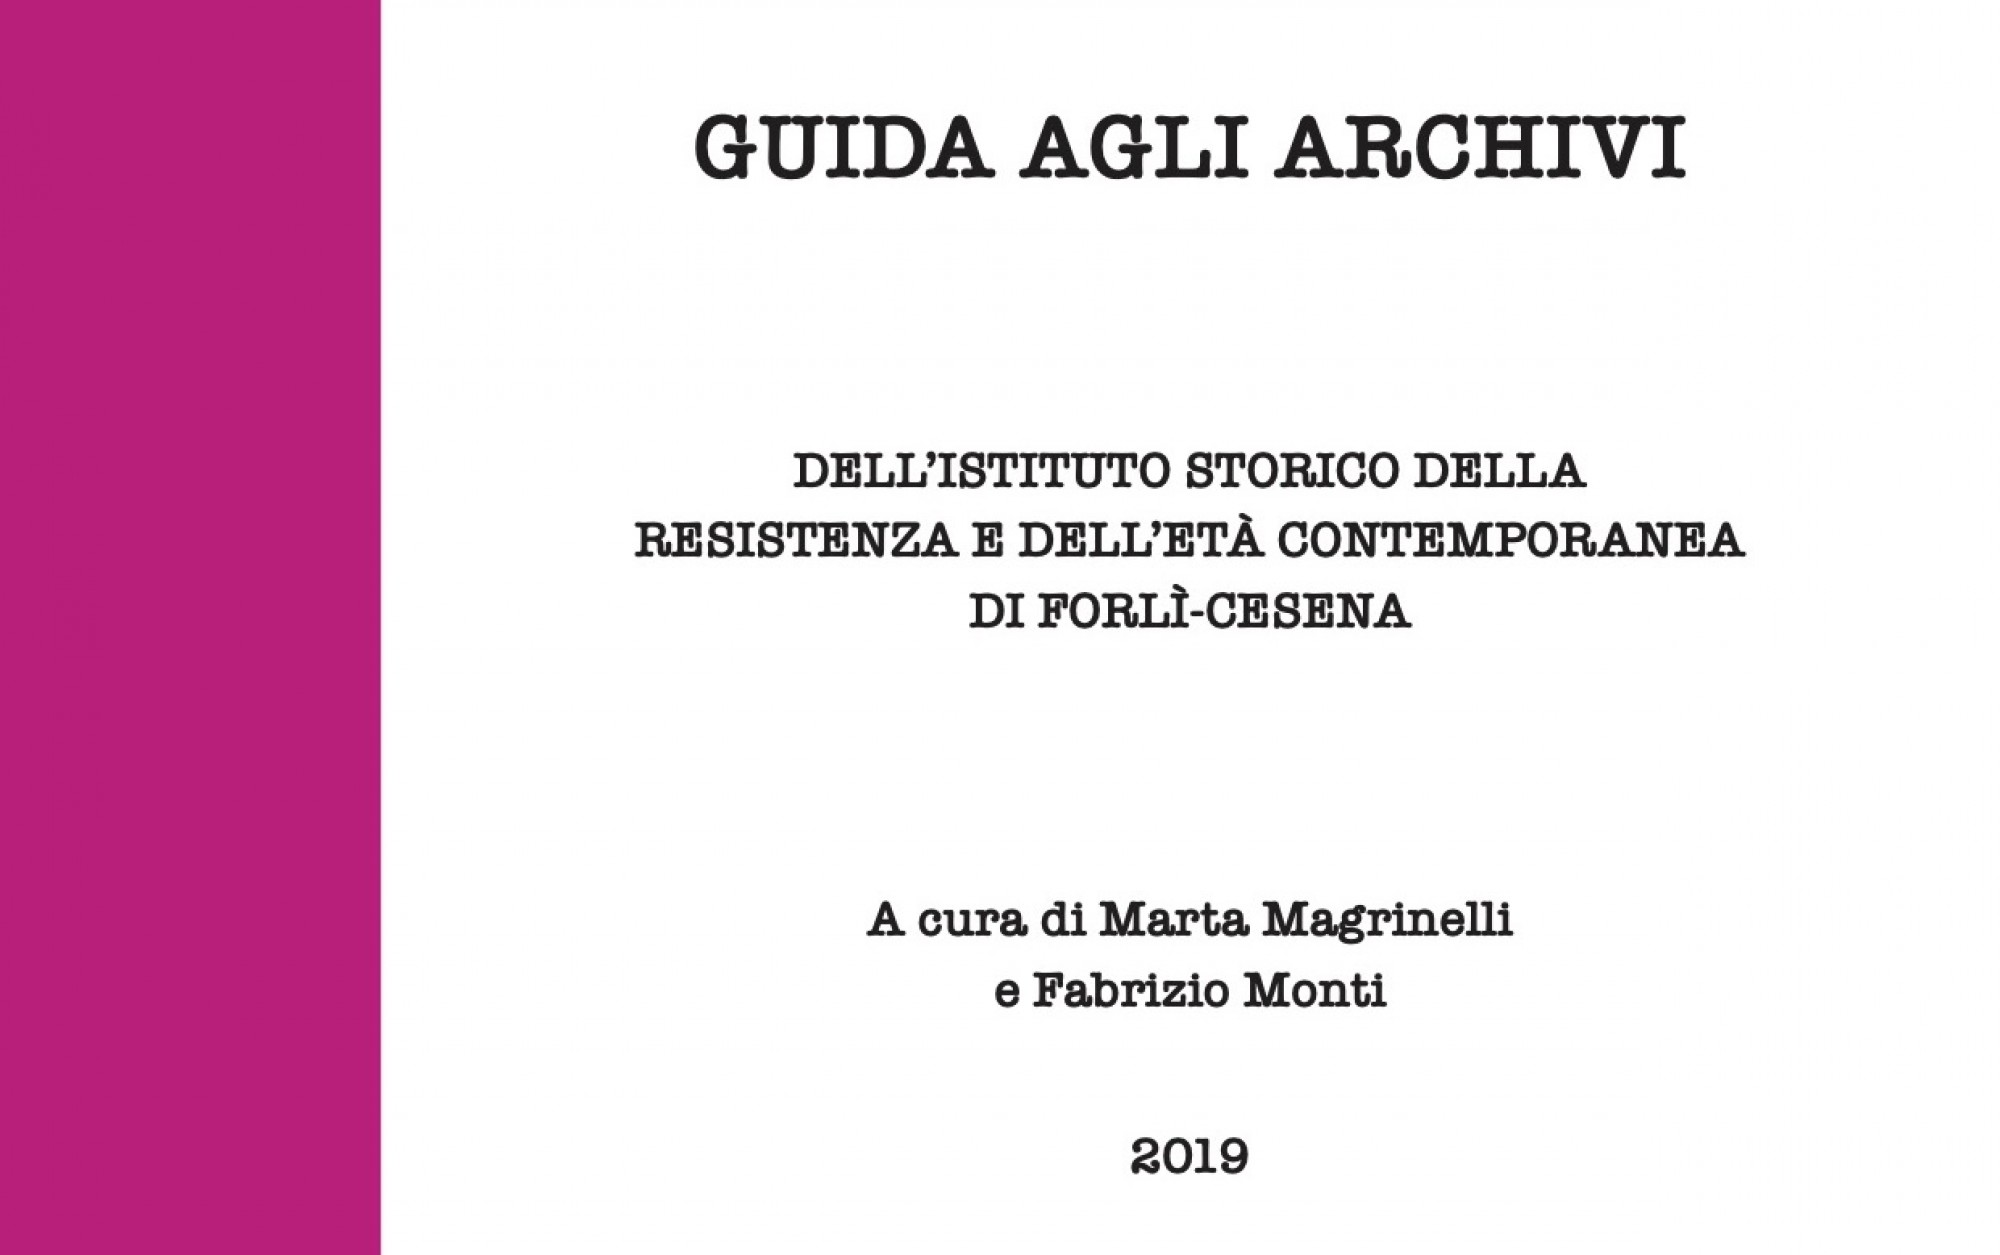 GUIDA AGLI ARCHIVI
DELL'ISTITUTO STORICO DELLA
RESISTENZA E DELL'ETÀ CONTEMPORANEA
DI FORLÌ-CESENA
A cura di Marta Magrinelli
e Fabrizio Monti
2019